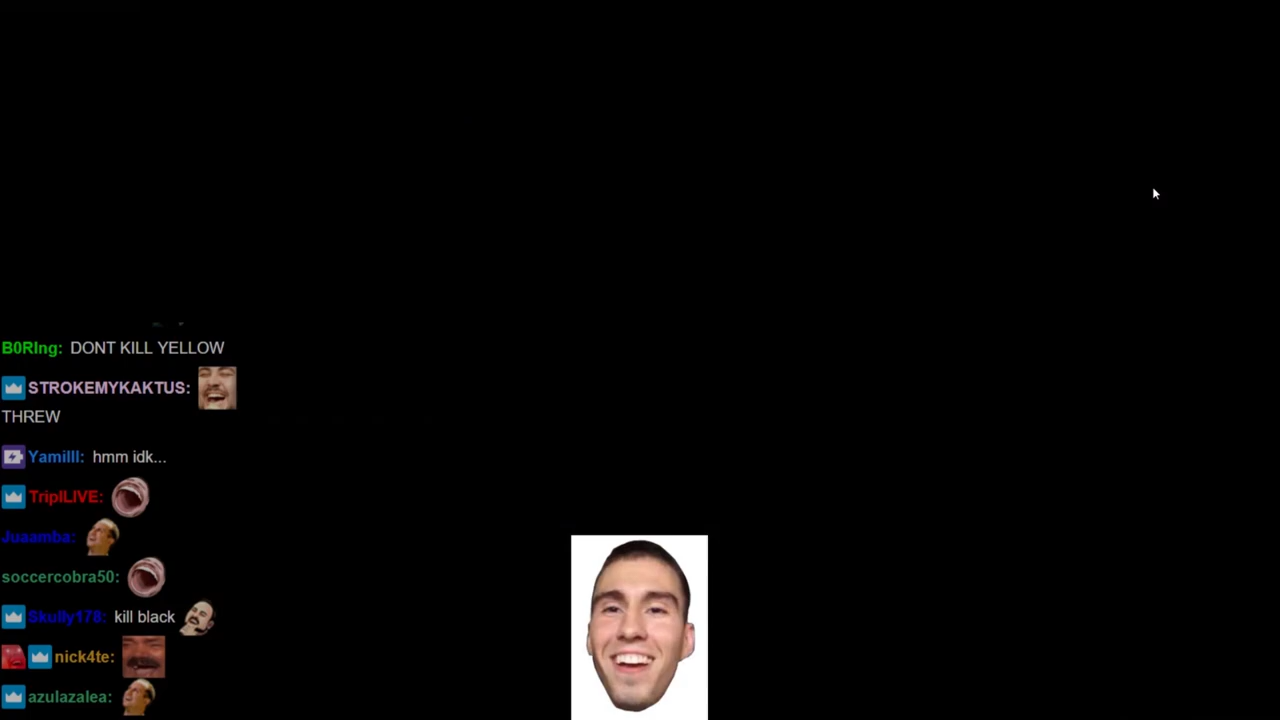 B0RIng: DONT KILL YELLOW
STROKEMYKAKTUS:
THREW
Yamilll: hmm idk...
TriplLIVE:
Juaamba:
soccercobra50:
Skully178: kill black
nick4te:
azulazalea: